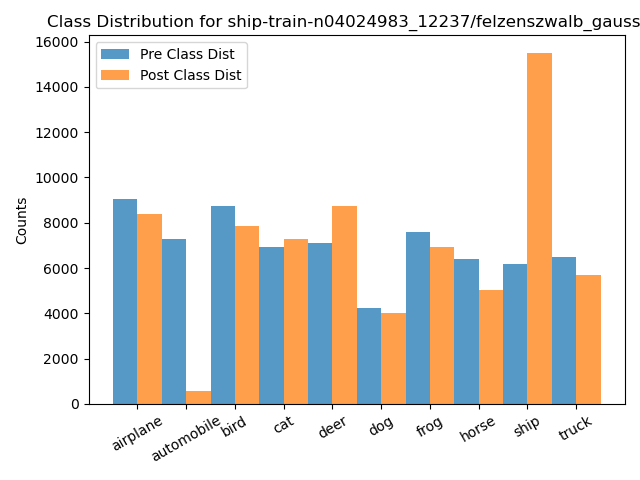 Class Distribution for ship-train-n04024983_12237/felzenszwalb_gauss
Pre Class Dist
Post Class Dist
Counts
16000
14000
12000
10000
8000
6000
4000
2000
0
airplane
automobile
bird
cat
deer
dog
frog
horse
ship
truck